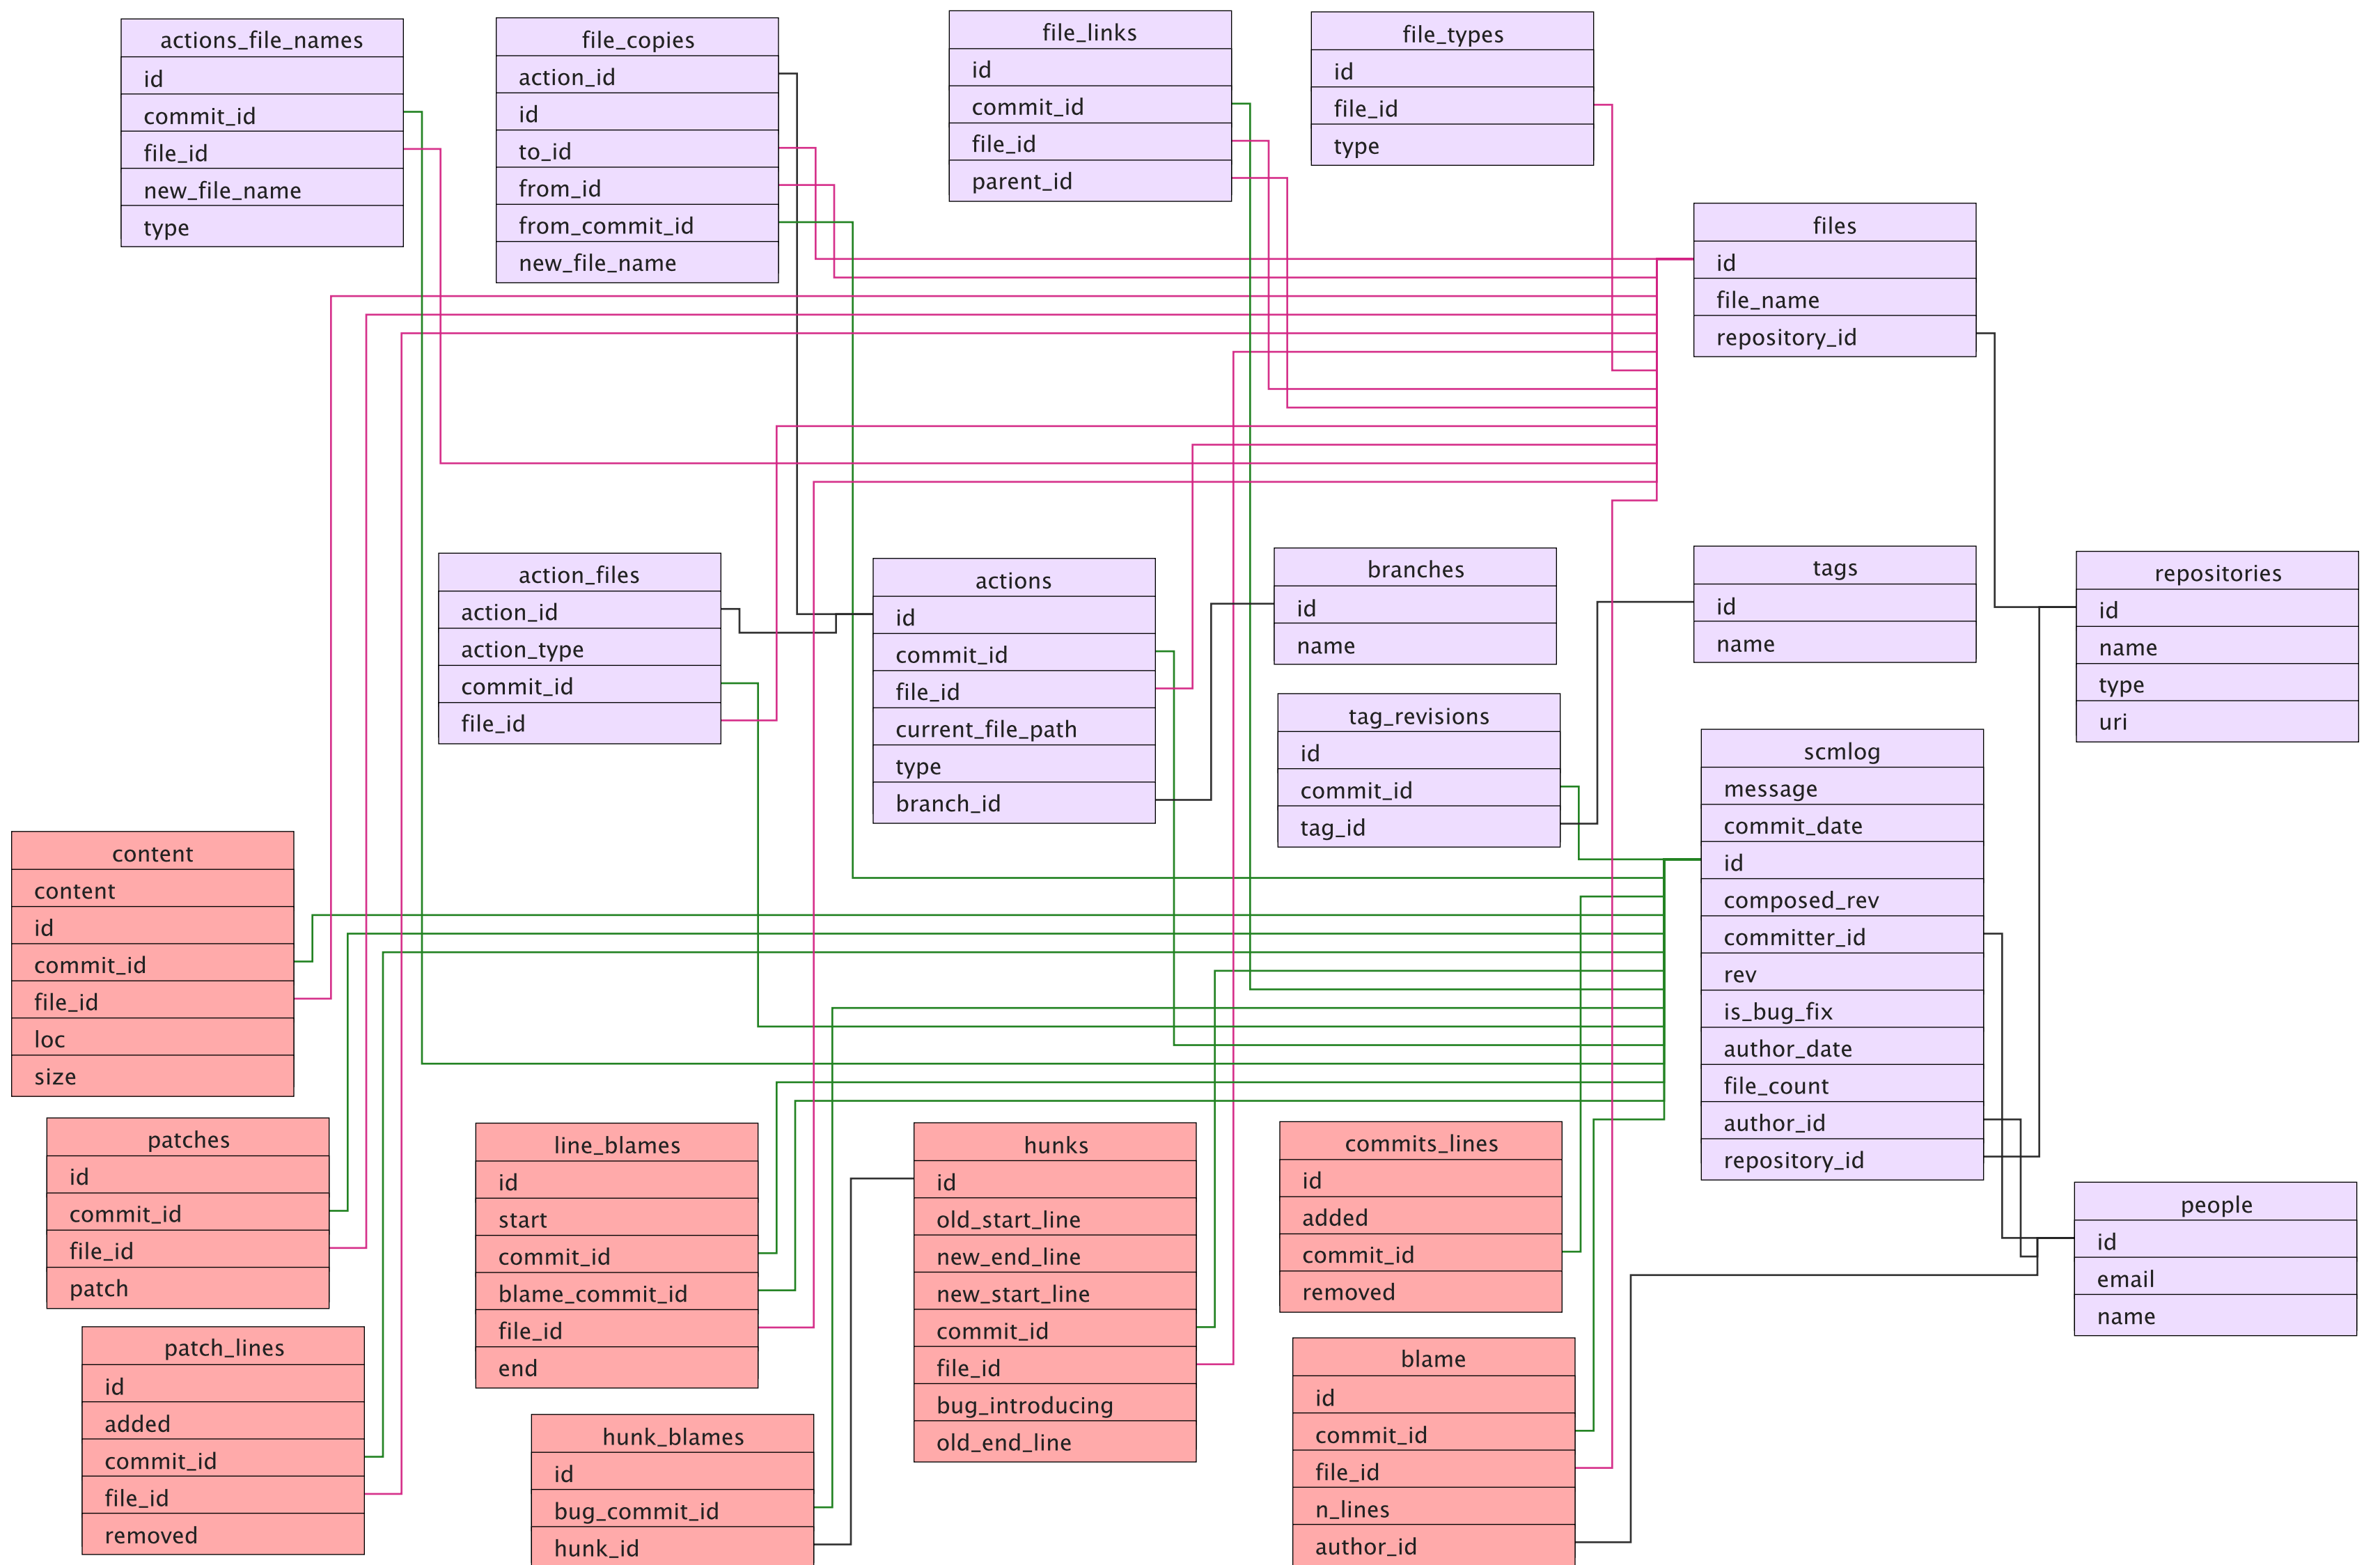 actions_file_names
id
commit_id
file_id
new_file_name
type
file_copies
action_id
id
to_id
from_id
from_commit_id
new_file_name
file_links
id
commit_id
file_id
parent_id
file_types
id
file_id
type
files
id
file_name
repository_id
action_files
action_id
action_type
commit_id
file_id
actions
id
commit_id
file_id
current_file_path
type
branch_id
branches
id
name
tags
id
name
repositories
id
name
type
uri
tag_revisions
id
commit_id
tag_id
scmlog
message
commit_date
id
composed_rev
committer_id
rev
is_bug_fix
author_date
file_count
author_id
repository_id
content
content
id
commit_id
file_id
loc
size
patches
id
commit_id
file_id
patch
line_blames
id
start
commit_id
blame_commit_id
file_id
end
hunks
id
old_start_line
new_end_line
new_start_line
commit_id
file_id
bug_introducing
old_end_line
commits_lines
id
added
commit_id
removed
people
id
email
name
patch_lines
id
added
commit_id
file_id
removed
hunk_blames
id
bug_commit_id
hunk_id
blame
id
commit_id
file_id
n_lines
author_id